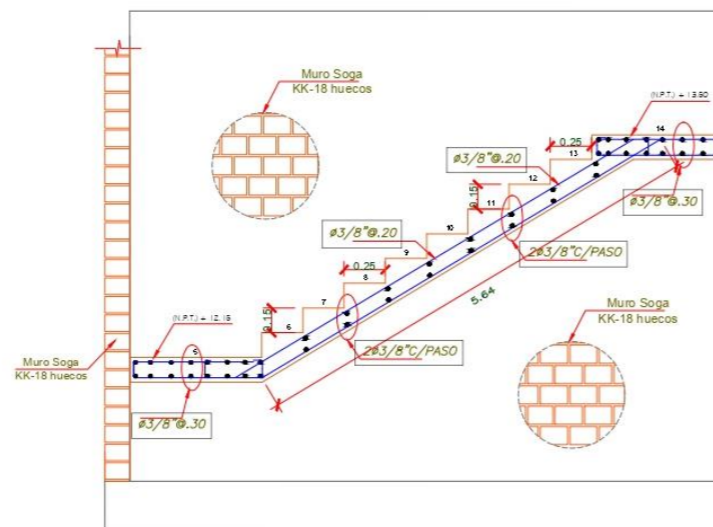 Muro Soga
KK-18 huecos
(N.P.T.) + 13.50
14
0.25
13
Ø3/8"@.20
12
Ø3/8"@.30
0.15
11
10
Ø3/8"@.20
2Ø3/8"C/PASO
9
0.25
8
5.64
Muro Soga
KK-18 huecos
7
0.15
(N.P.T.) + 12.15
6
5
2Ø3/8"C/PASO
Muro Soga
KK-18 huecos
Ø3/8"@.30